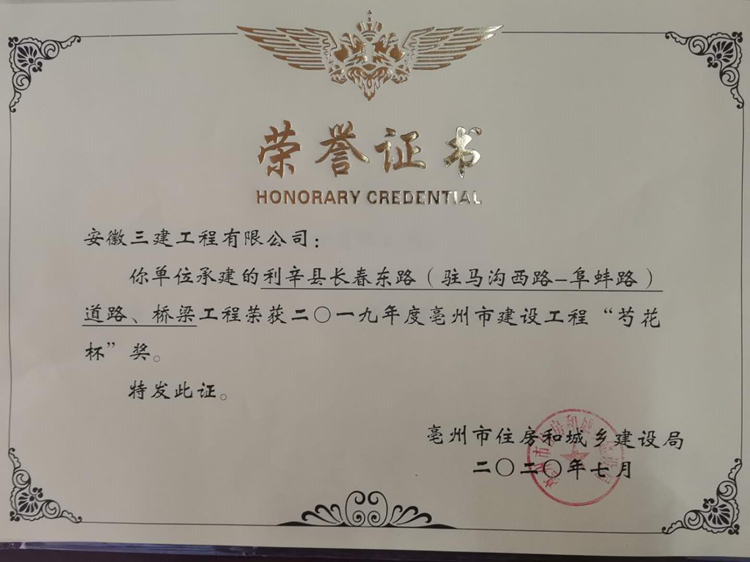 荣誉证书
HONORARY CREDENTIAL
安徽三建工程有限公司：
你单位承建的利辛县长春东路（驻马沟西路-阜蚌路）
道路、桥梁工程荣获二〇一九年度亳州市建设工程“芍花
杯”奖。
特发此证。
亳州市住房和城乡建设局
二〇二〇年七月